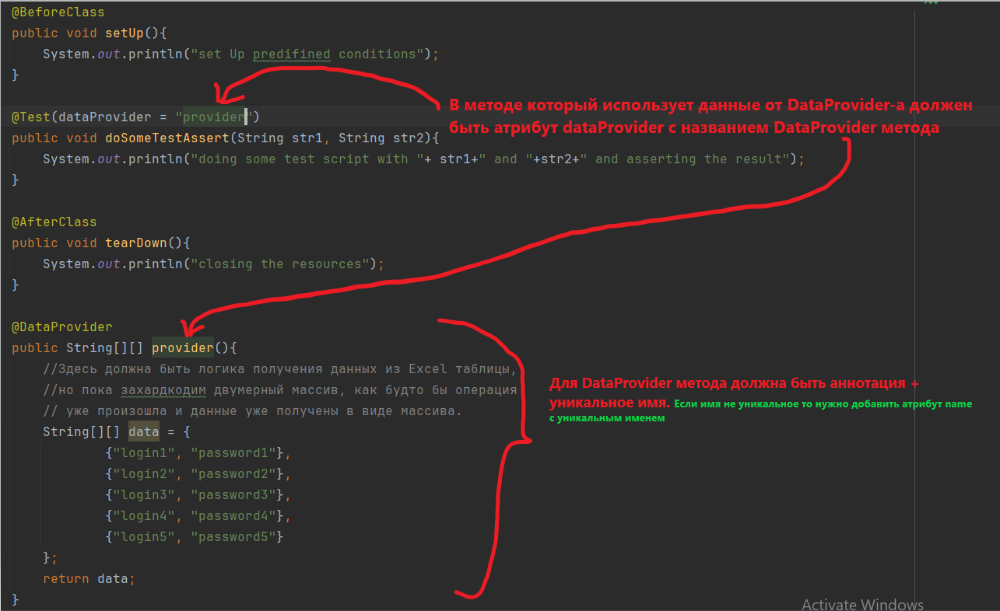 @BeforeClass
public void setUp(){
System.out.println("set Up predifined conditions");
}
@Test(dataProvider = "provider")
В методе который использует данные от DataProvider-а должен
быть атрибут dataProvider с названием DataProvider метода
public void doSomeTestAssert(String str1, String str2){
System.out.println("doing some test script with "+ str1+" and "+str2+" and asserting the result");
}
@AfterClass
public void tearDown(){
System.out.println("closing the resources");
}
@DataProvider
public String[][] provider(){
//Здесь должна быть логика получения данных из Excel таблицы,
//но пока захардкодим двумерный массив, как будто бы операция
// уже произошла и данные уже получены в виде массива.
String[][] data = {
{"login1", "password1"},
{"login2", "password2"},
{"login3", "password3"},
{"login4", "password4"},
{"login5", "password5"}
};
return data;
}
Для DataProvider метода должна быть аннотация +
уникальное имя. Если имя не уникальное то нужно добавить атрибут name
с уникальным именем
Activate Windows